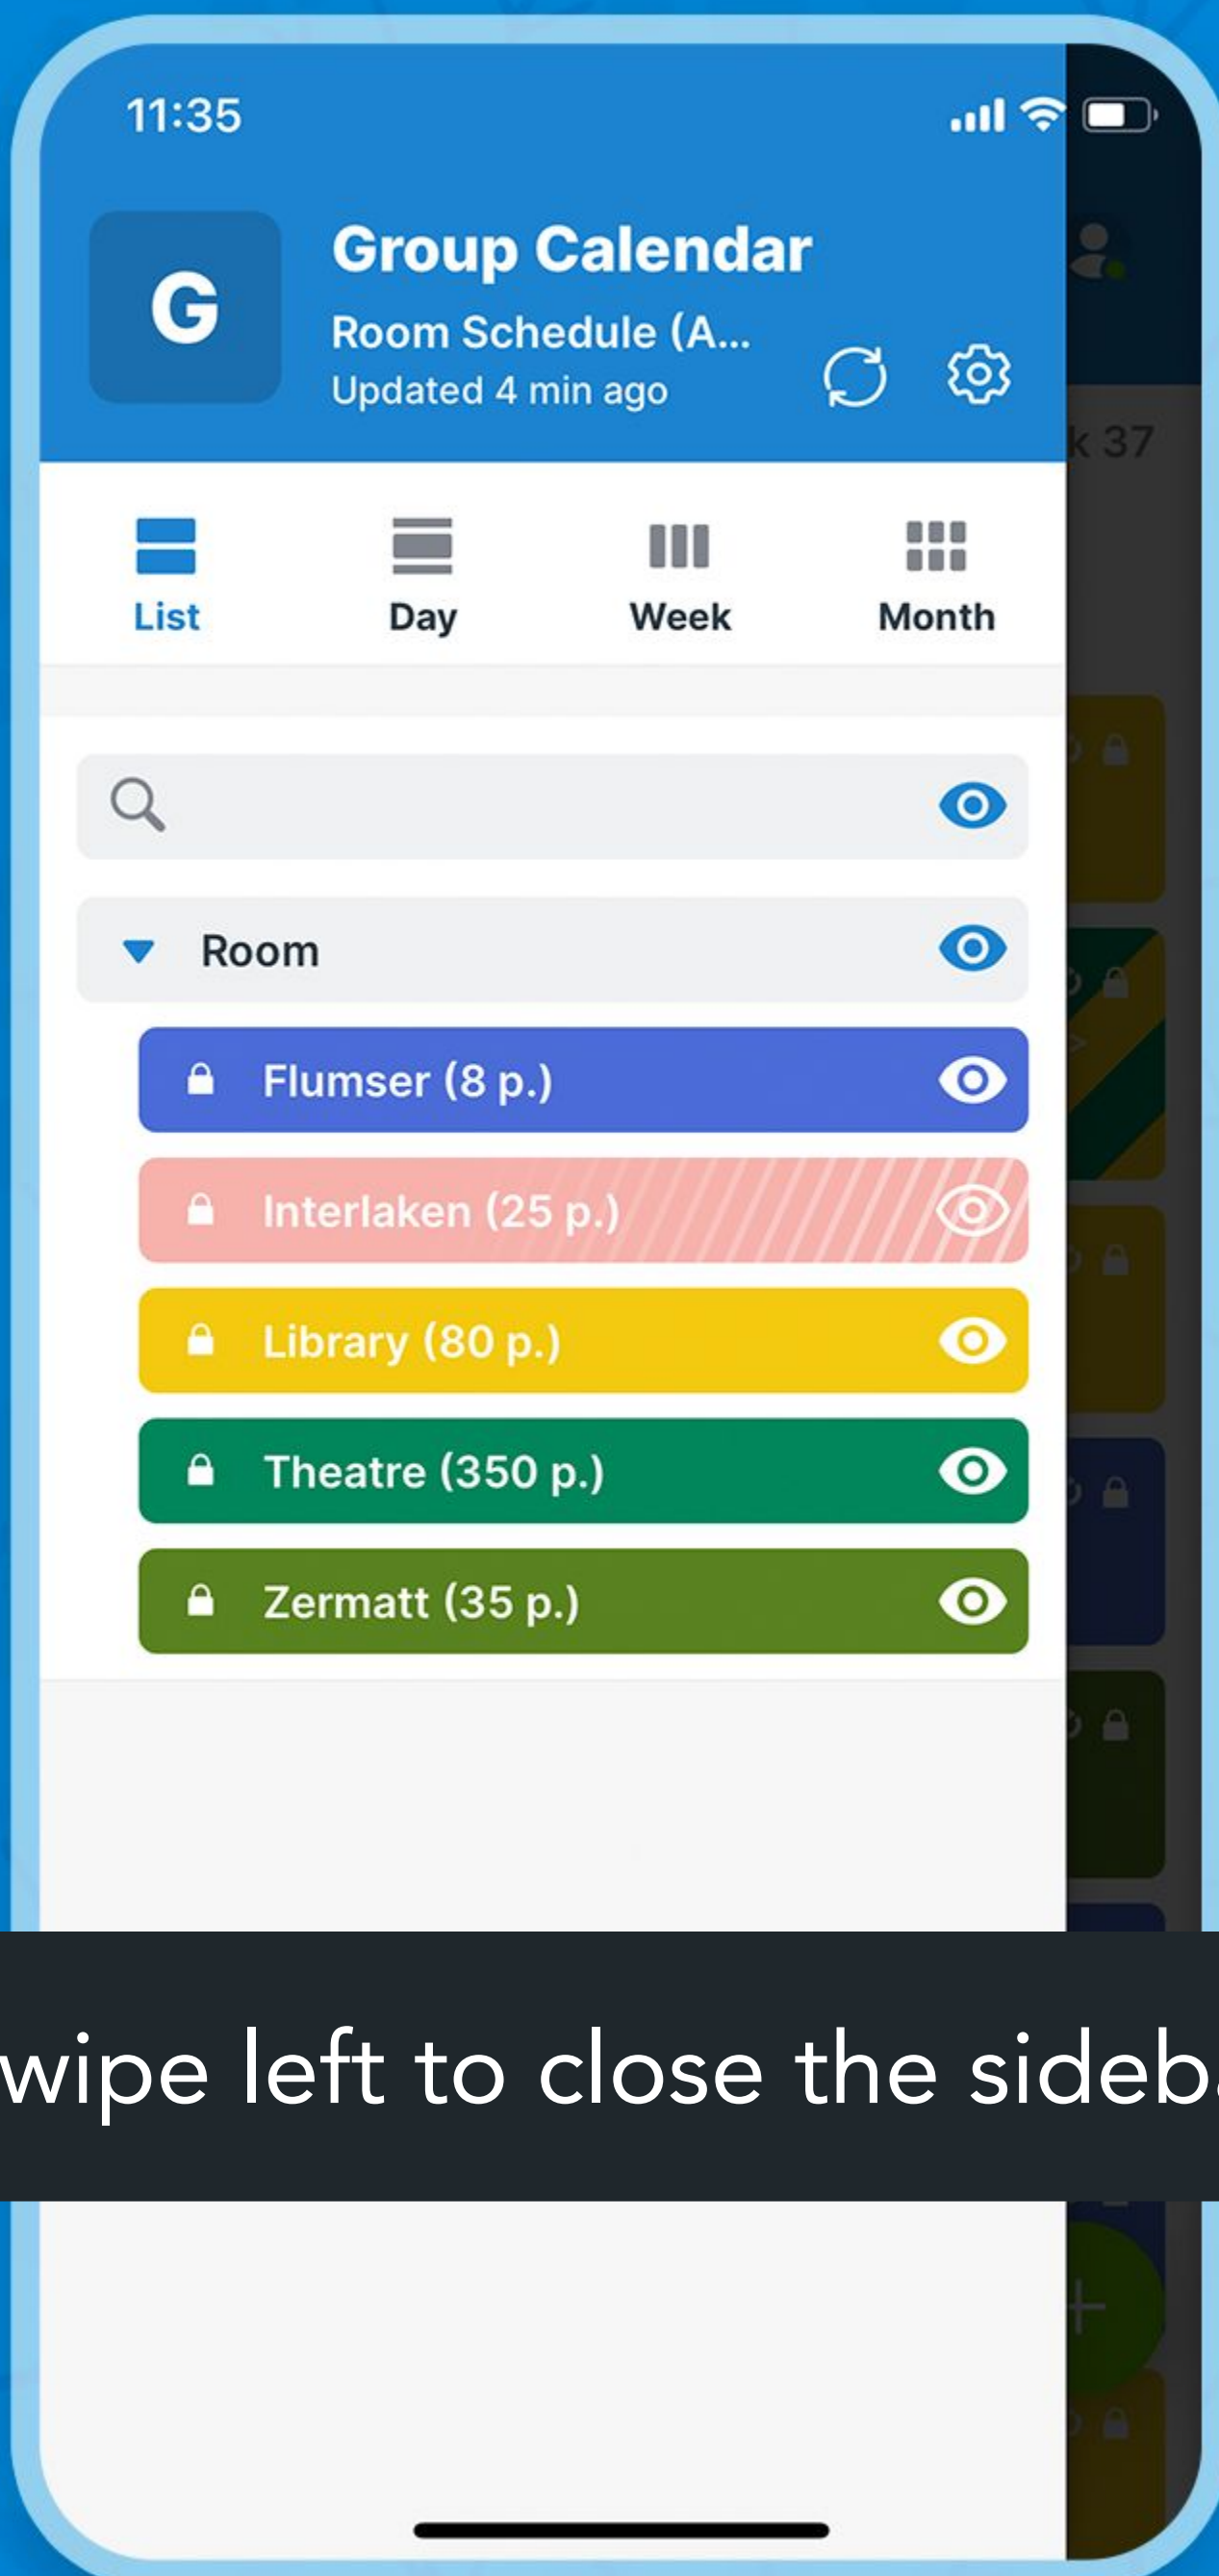 11:35
G
Group Calendar
Room Schedule (A...
Updated 4 min ago
k 37
List
Day
Week
Month
Room
Flumser (8 p.)
Interlaken (25 p.)
Library (80 p.)
Theatre (350 p.)
Zermatt (35 p.)
wipe left to close the sideb